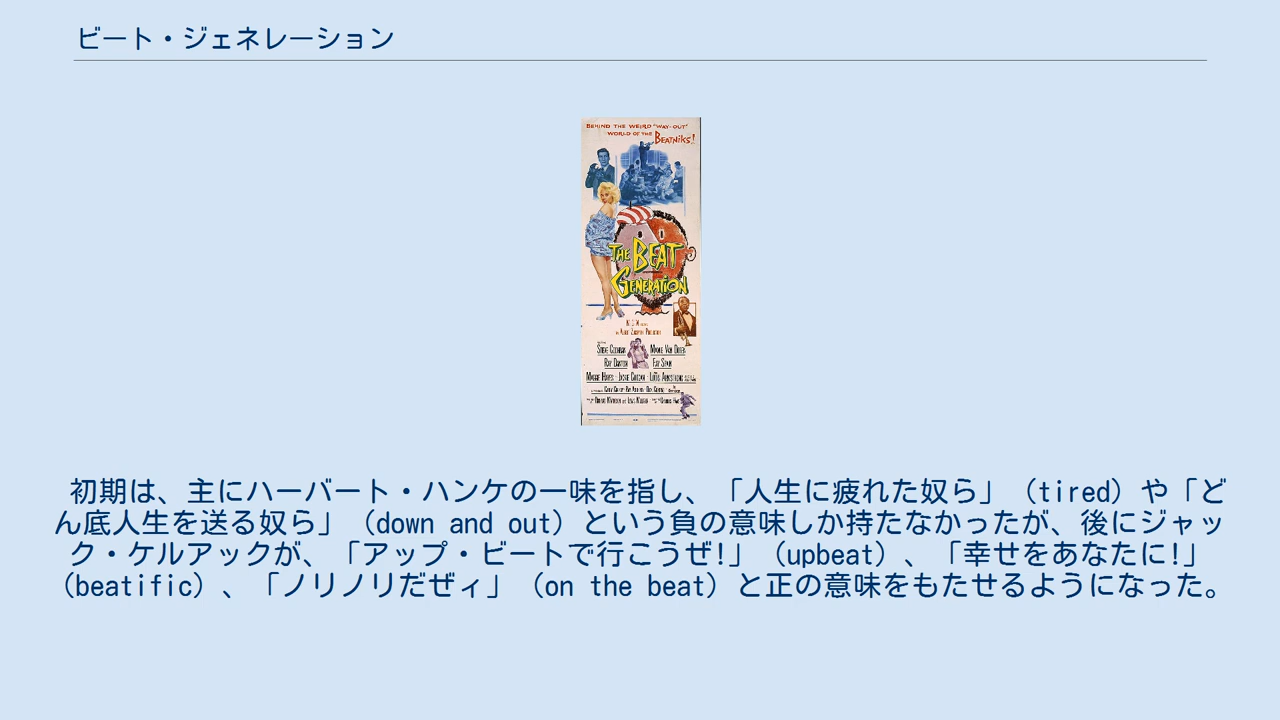 ビート・ジェネレーション
BEHIND THE WEIRD "WAY-OUT"
WORLD OF THE BEATNIKS!
THE BEAT
GENERATION
初期は、主にハーバート・ハンケの一味を指し、「人生に疲れた奴ら」（tired）や「ど
ん底人生を送る奴ら」（down and out）という負の意味しか持たなかったが、後にジャッ
ク・ケルアックが、「アップ・ビートで行こうぜ!」（upbeat）、「幸せをあなたに!」
（beatific）、「ノリノリだぜィ」（on the beat）と正の意味をもたせるようになった。